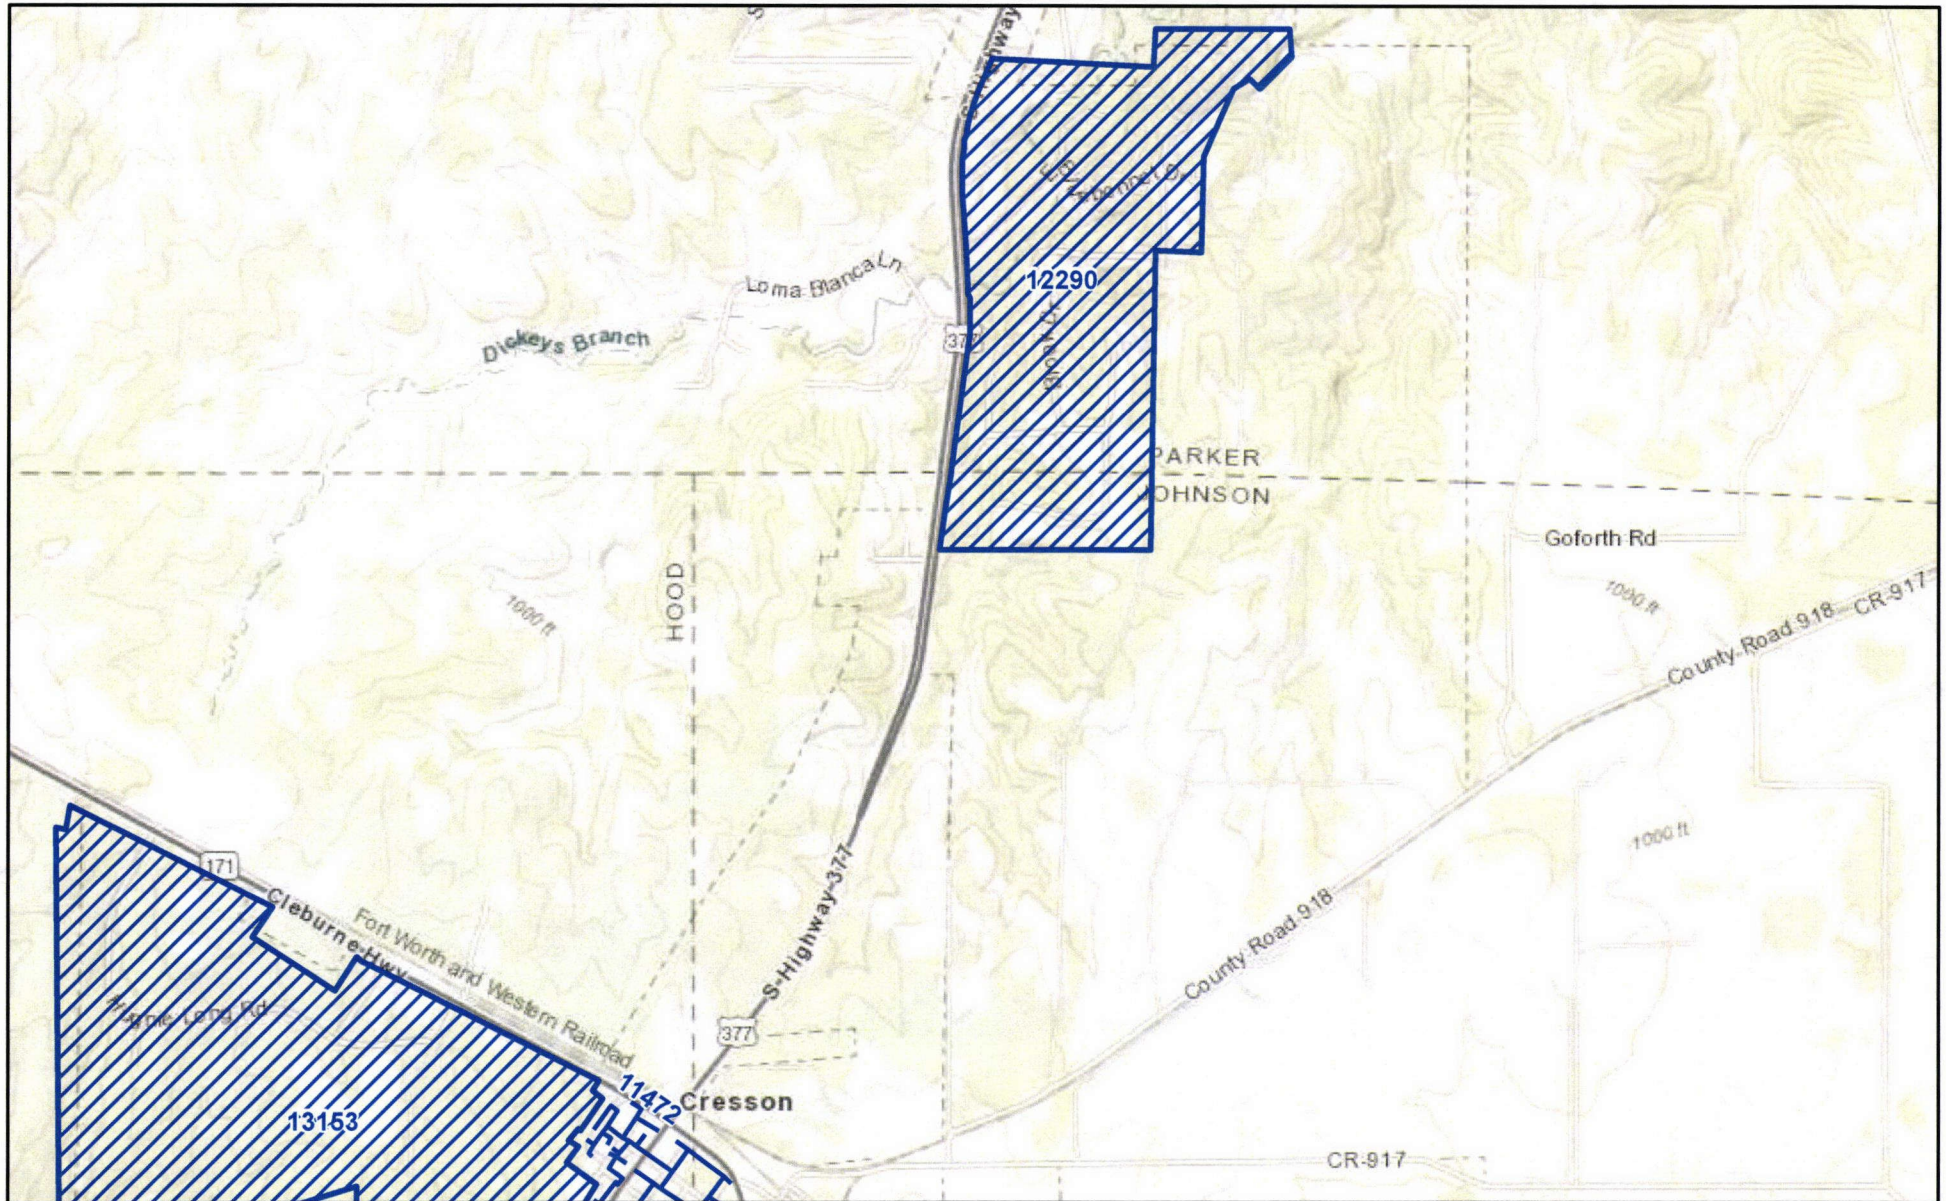 12290
Loma Blanca Ln
Dickeys Branch
377
PARKER
JOHNSON
Goforth Rd
HOOD
1000 ft
1000 ft
County Road 918
CR-917
1000 ft
171
Cleburne Hwy
S Highway 377
Fort Worth and Western Railroad
County Road 918
Long Rd
377
11472
Cresson
13153
CR-917